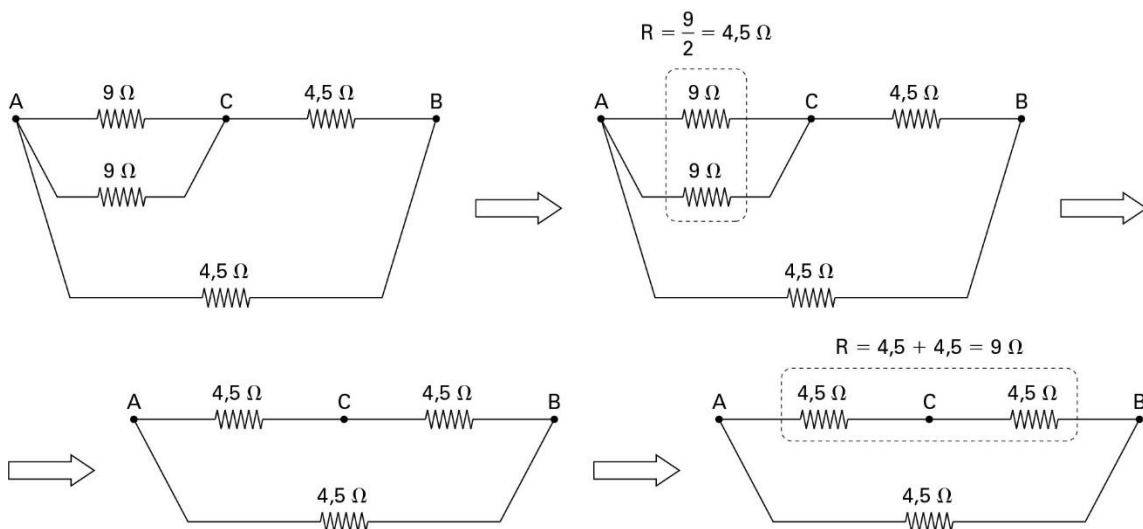 R = 9/2 = 4,5 Ω
A 9 Ω C 4,5 Ω B
9 Ω
4,5 Ω
A 9 Ω C 4,5 Ω B
9 Ω
4,5 Ω
R = 4,5 + 4,5 = 9 Ω
A 4,5 Ω C 4,5 Ω B
4,5 Ω
A 4,5 Ω C 4,5 Ω B
4,5 Ω